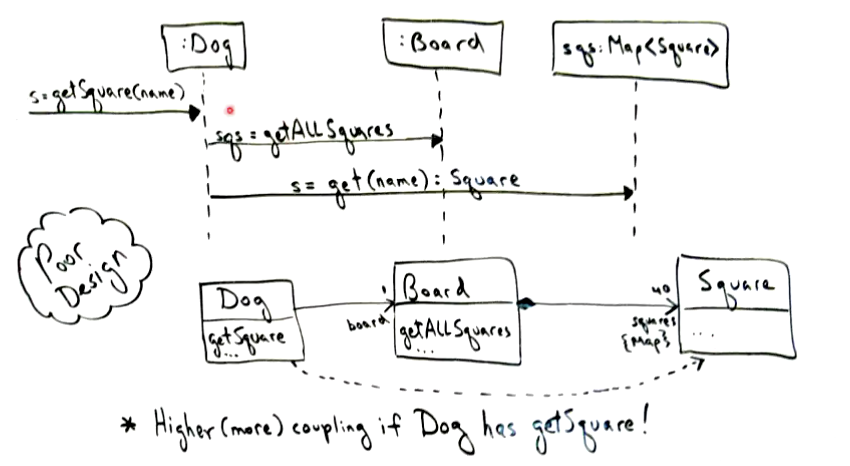 :Dog
:Board
sqs:Map<Square>
s=getSquare(name)
sqs=getALLSquares
s= get(name): Square
Poor
Design
Dog
getSquare
...
1
board
Board
getALLSquares
...
40
squares
{Map}
Square
...
* Higher(more) coupling if Dog has getSquare!